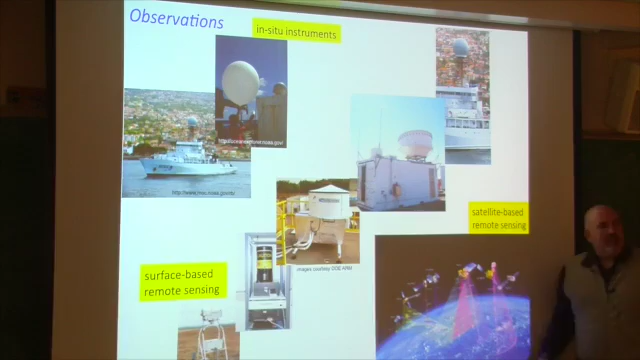 Observations
in-situ instruments
images courtesy DOE-ARM
satellite-based
remote sensing
surface-based
remote sensing